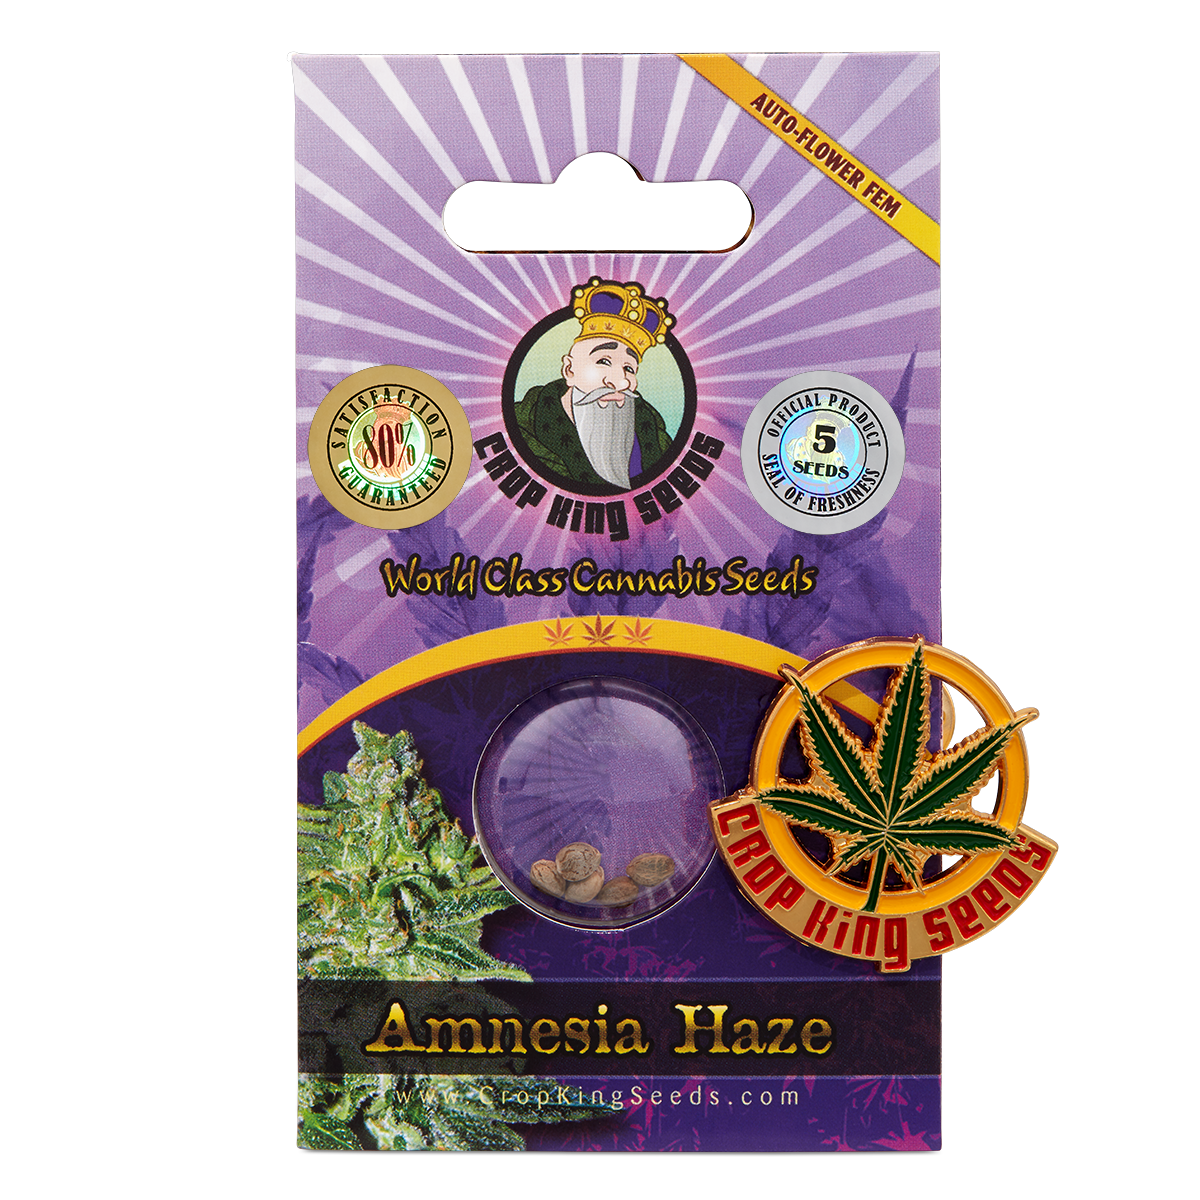 AUTO-FLOWER FEM
CROP King SeeDS
SATISFACTION
80%
GUARANTEED
OFFICIAL PRODUCT
5
SEEDS
SEAL OF FRESHNESS
World Class Cannabis Seeds
CROP King SeeDS
Amnesia Haze
www.CropKingSeeds.com